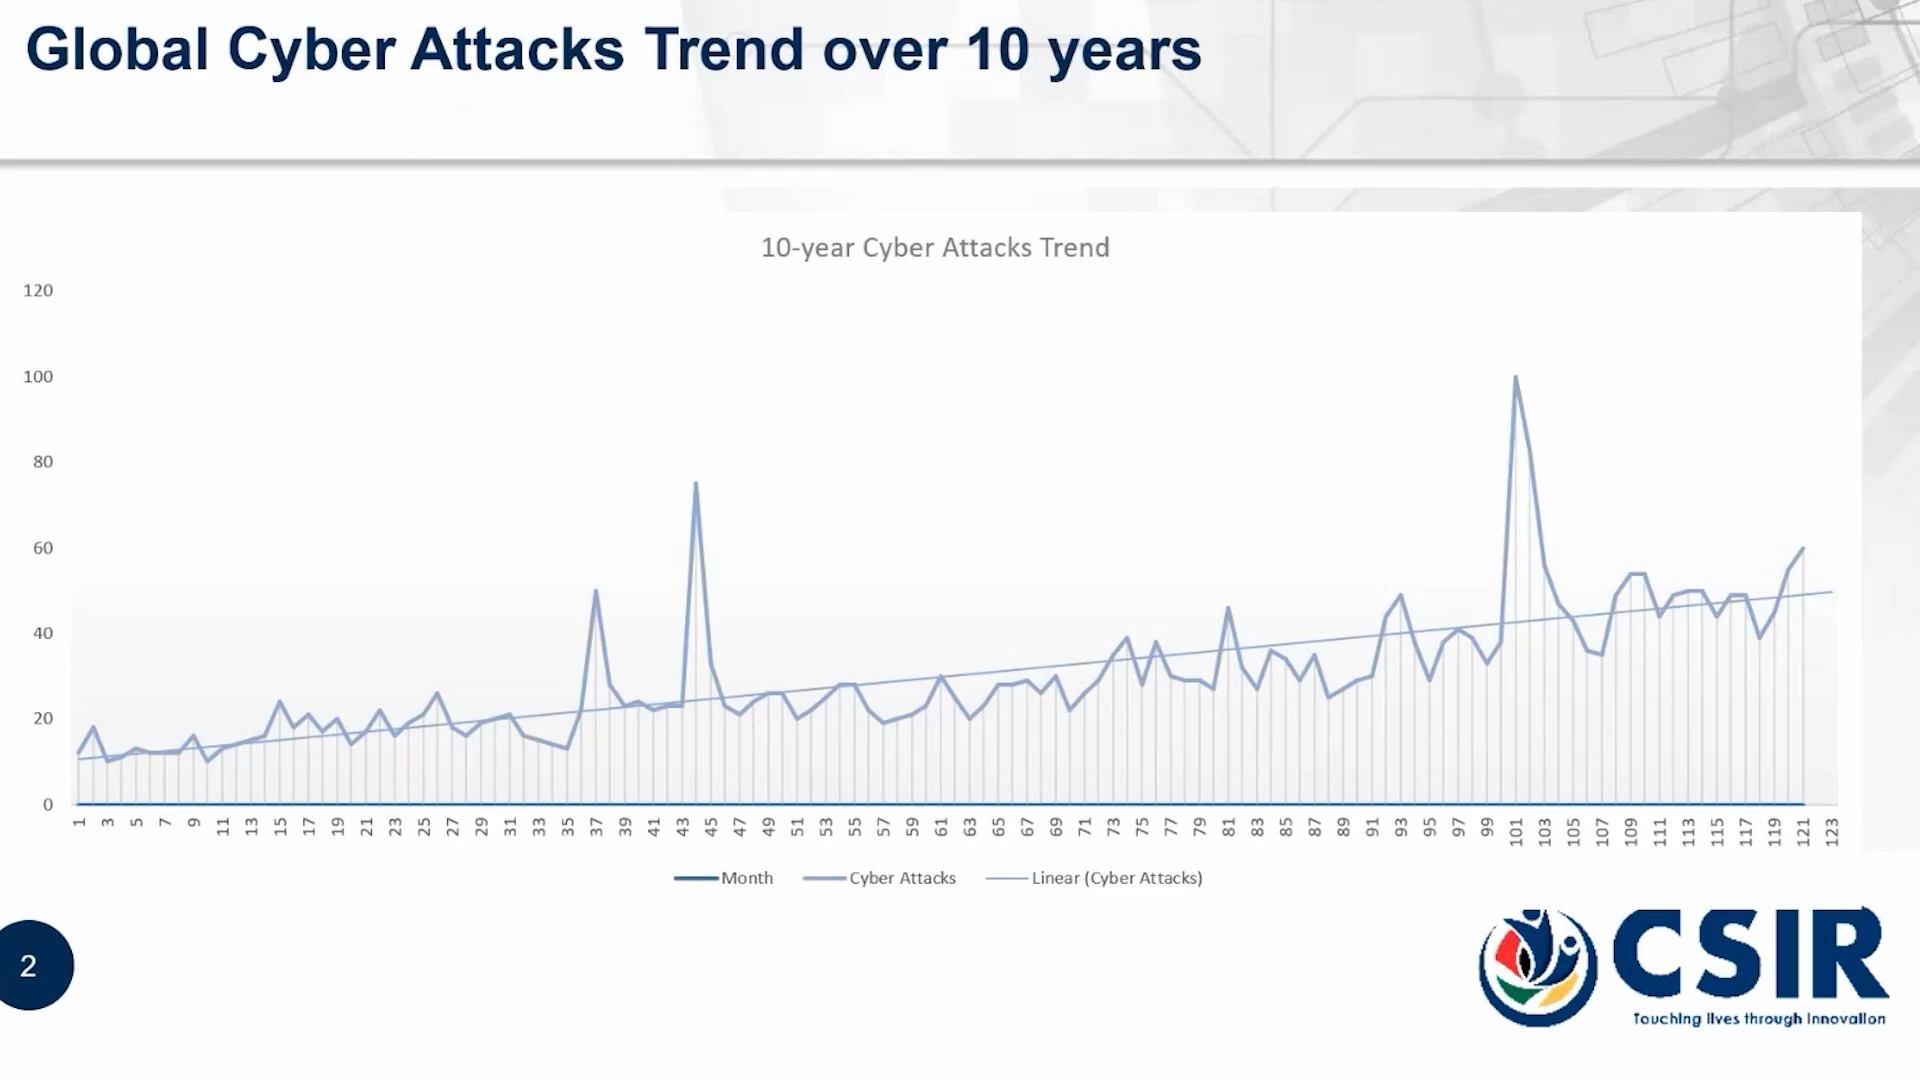 Global Cyber Attacks Trend over 10 years
10-year Cyber Attacks Trend
120
100
80
60
40
20
0
1 3 5 7 9 11 13 15 17 19 21 23 25 27 29 31 33 35 37 39 41 43 45 47 49 51 53 55 57 59 61 63 65 67 69 71 73 75 77 79 81 83 85 87 89 91 93 95 97 99 101 103 105 107 109 111 113 115 117 119 121 123
Month Cyber Attacks Linear (Cyber Attacks)
2
CSIR
Touching lives through innovation